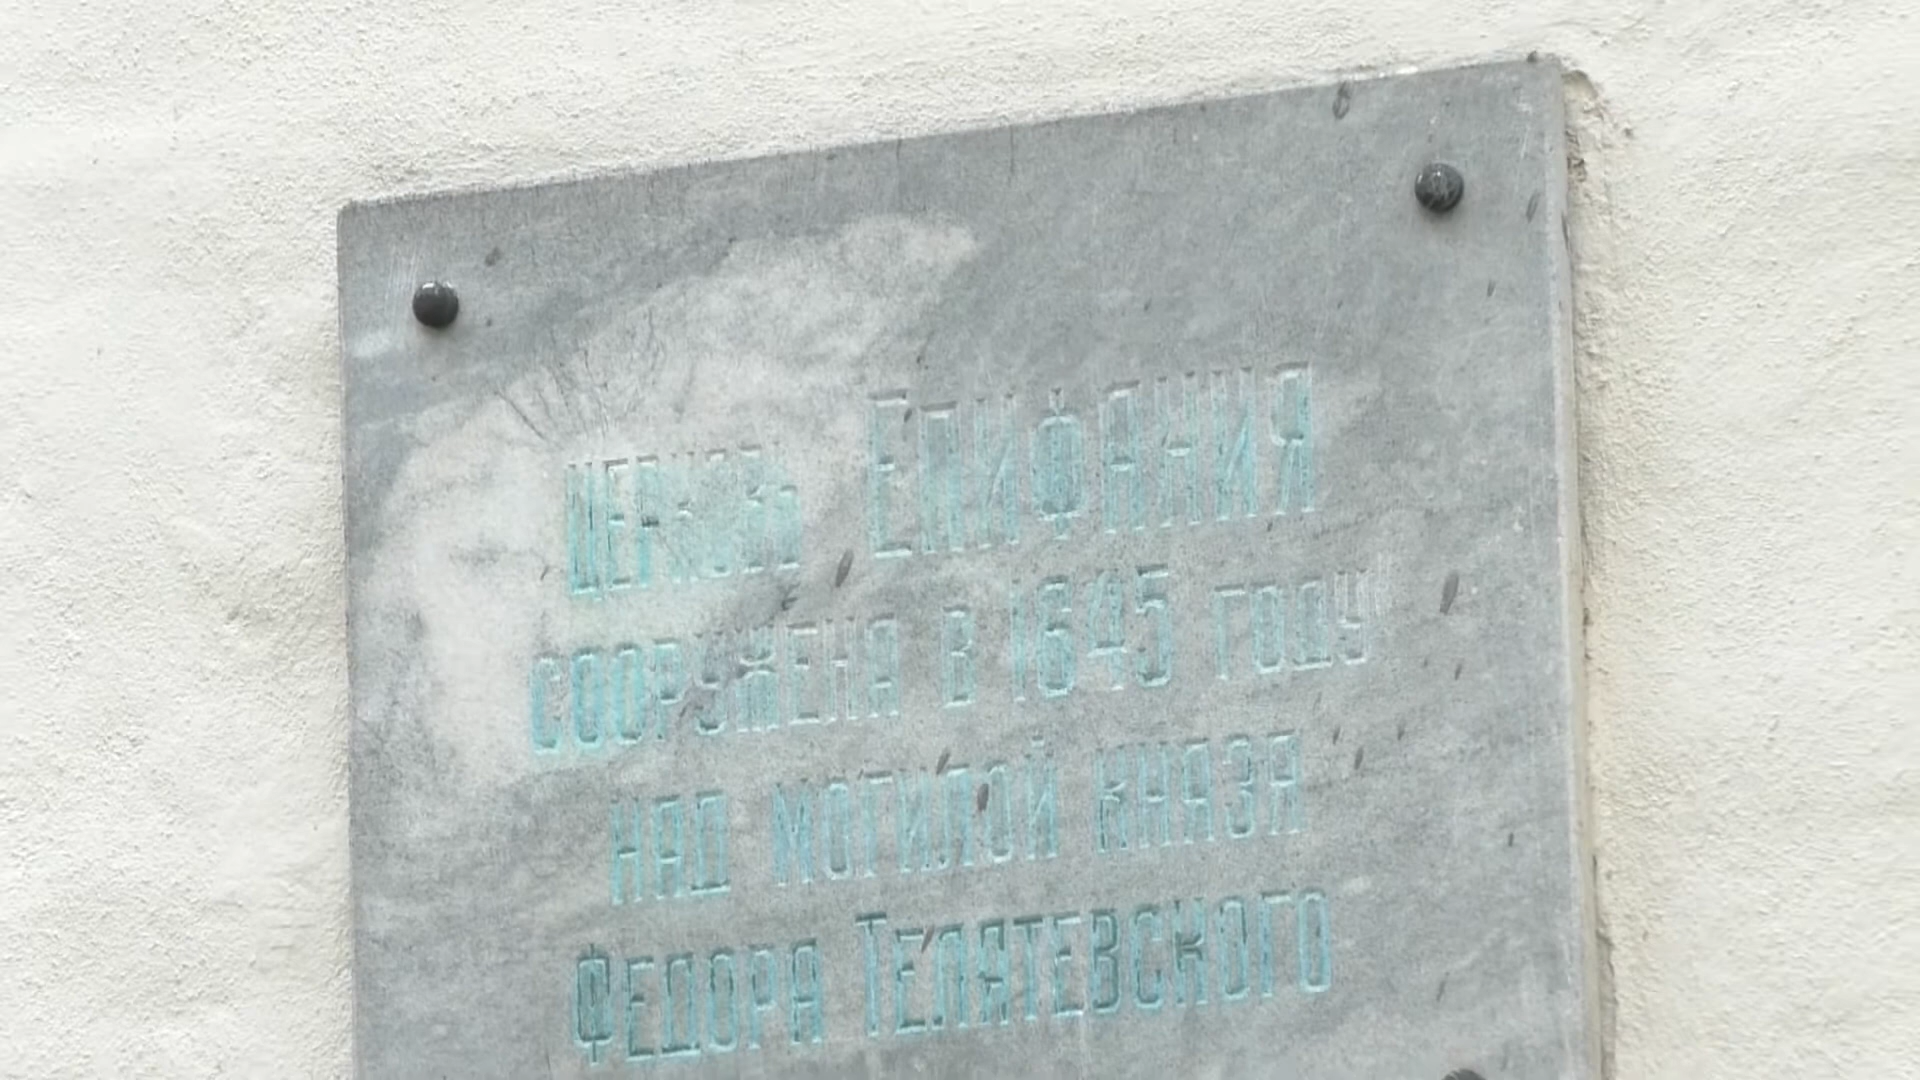 церковь Епифания
сооружена в 1645 году
над могилой князя
Федора Телятевского